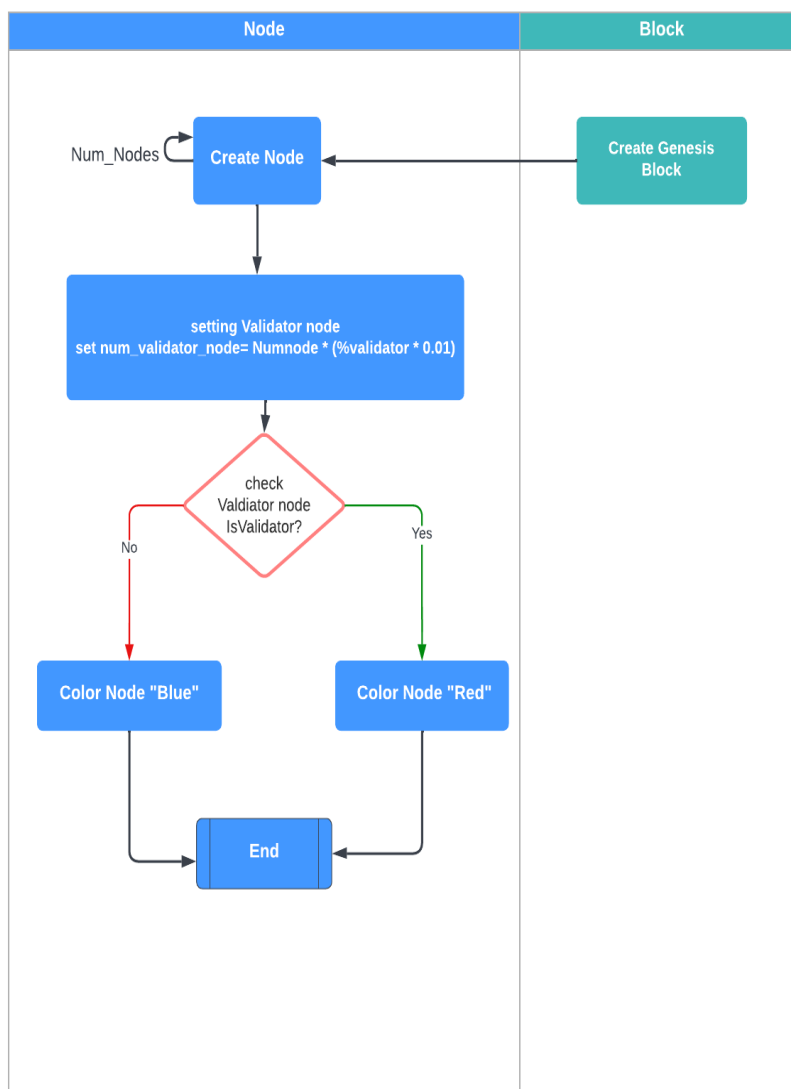 Node
Block
Num_Nodes
Create Node
Create Genesis
Block
setting Validator node
set num_validator_node= Numnode * (%validator * 0.01)
check
Valdiator node
IsValidator?
No
Yes
Color Node "Blue"
Color Node "Red"
End